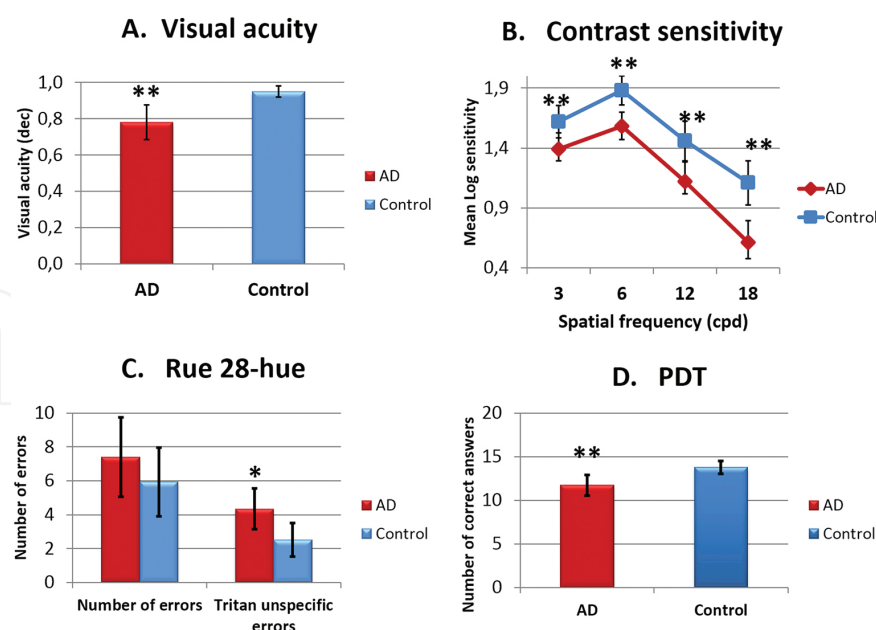 A. Visual acuity
Visual acuity (dec)
1,0
0,8
0,6
0,4
0,2
0,0
**
AD
Control
AD
Control
B. Contrast sensitivity
Mean Log sensitivity
1,9
1,4
0,9
0,4
**
**
**
**
3 6 12 18
Spatial frequency (cpd)
AD
Control
C. Rue 28-hue
Number of errors
10
8
6
4
2
0
*
Number of errors
Tritan unspecific
errors
AD
Control
D. PDT
Number of correct answers
20
15
10
5
0
**
AD
Control
AD
Control